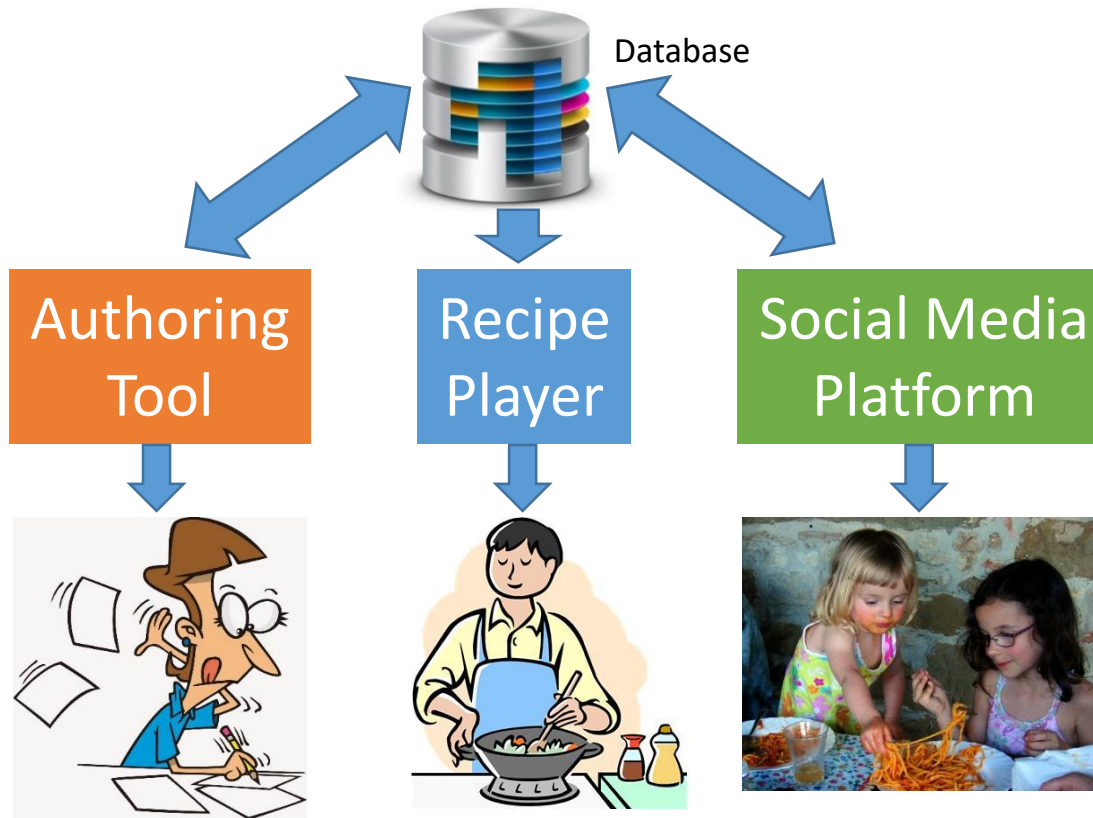 Database
Authoring
Tool
Recipe
Player
Social Media
Platform